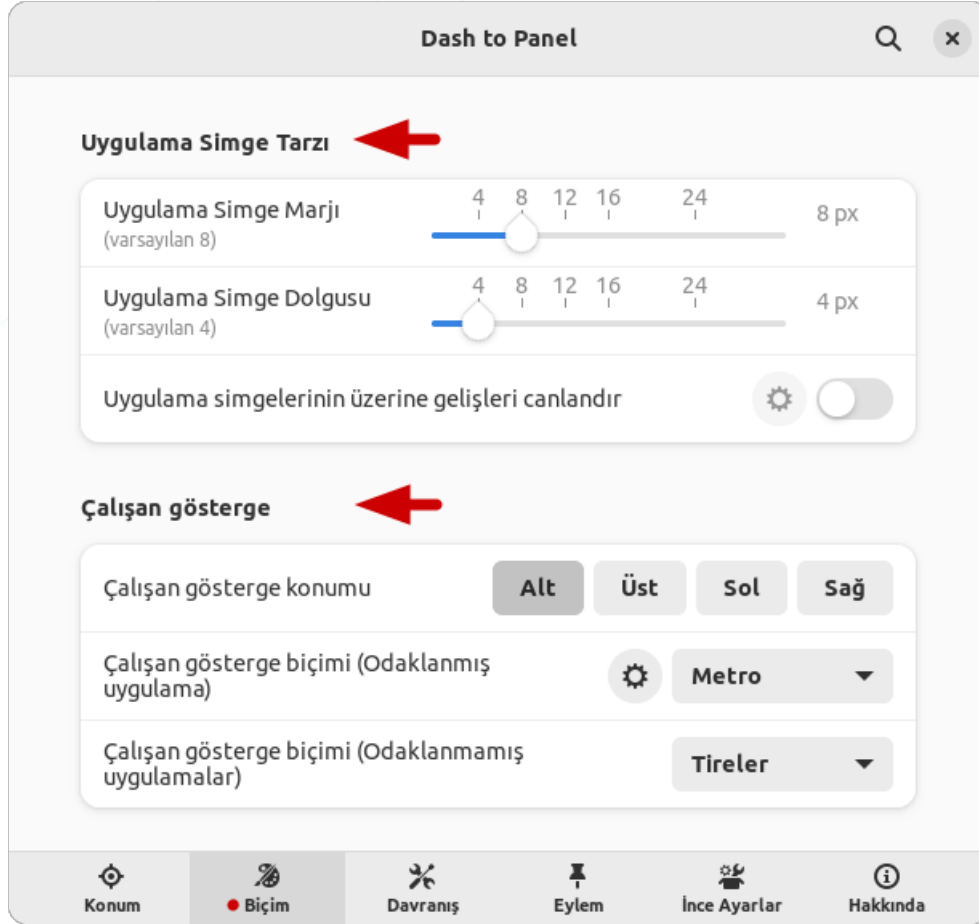 Dash to Panel
Uygulama Simge Tarzı
4 8 12 16 24
Uygulama Simge Marjı
8 px
(varsayılan 8)
4 8 12 16 24
Uygulama Simge Dolgusu
4 px
(varsayılan 4)
Uygulama simgelerinin üzerine gelişleri canlandır
Çalışan gösterge
Çalışan gösterge konumu
Alt Üst Sol Sağ
Çalışan gösterge biçimi (Odaklanmış
uygulama)
Metro
Çalışan gösterge biçimi (Odaklanmamış
uygulamalar)
Tireler
Konum Biçim Davranış Eylem İnce Ayarlar Hakkında